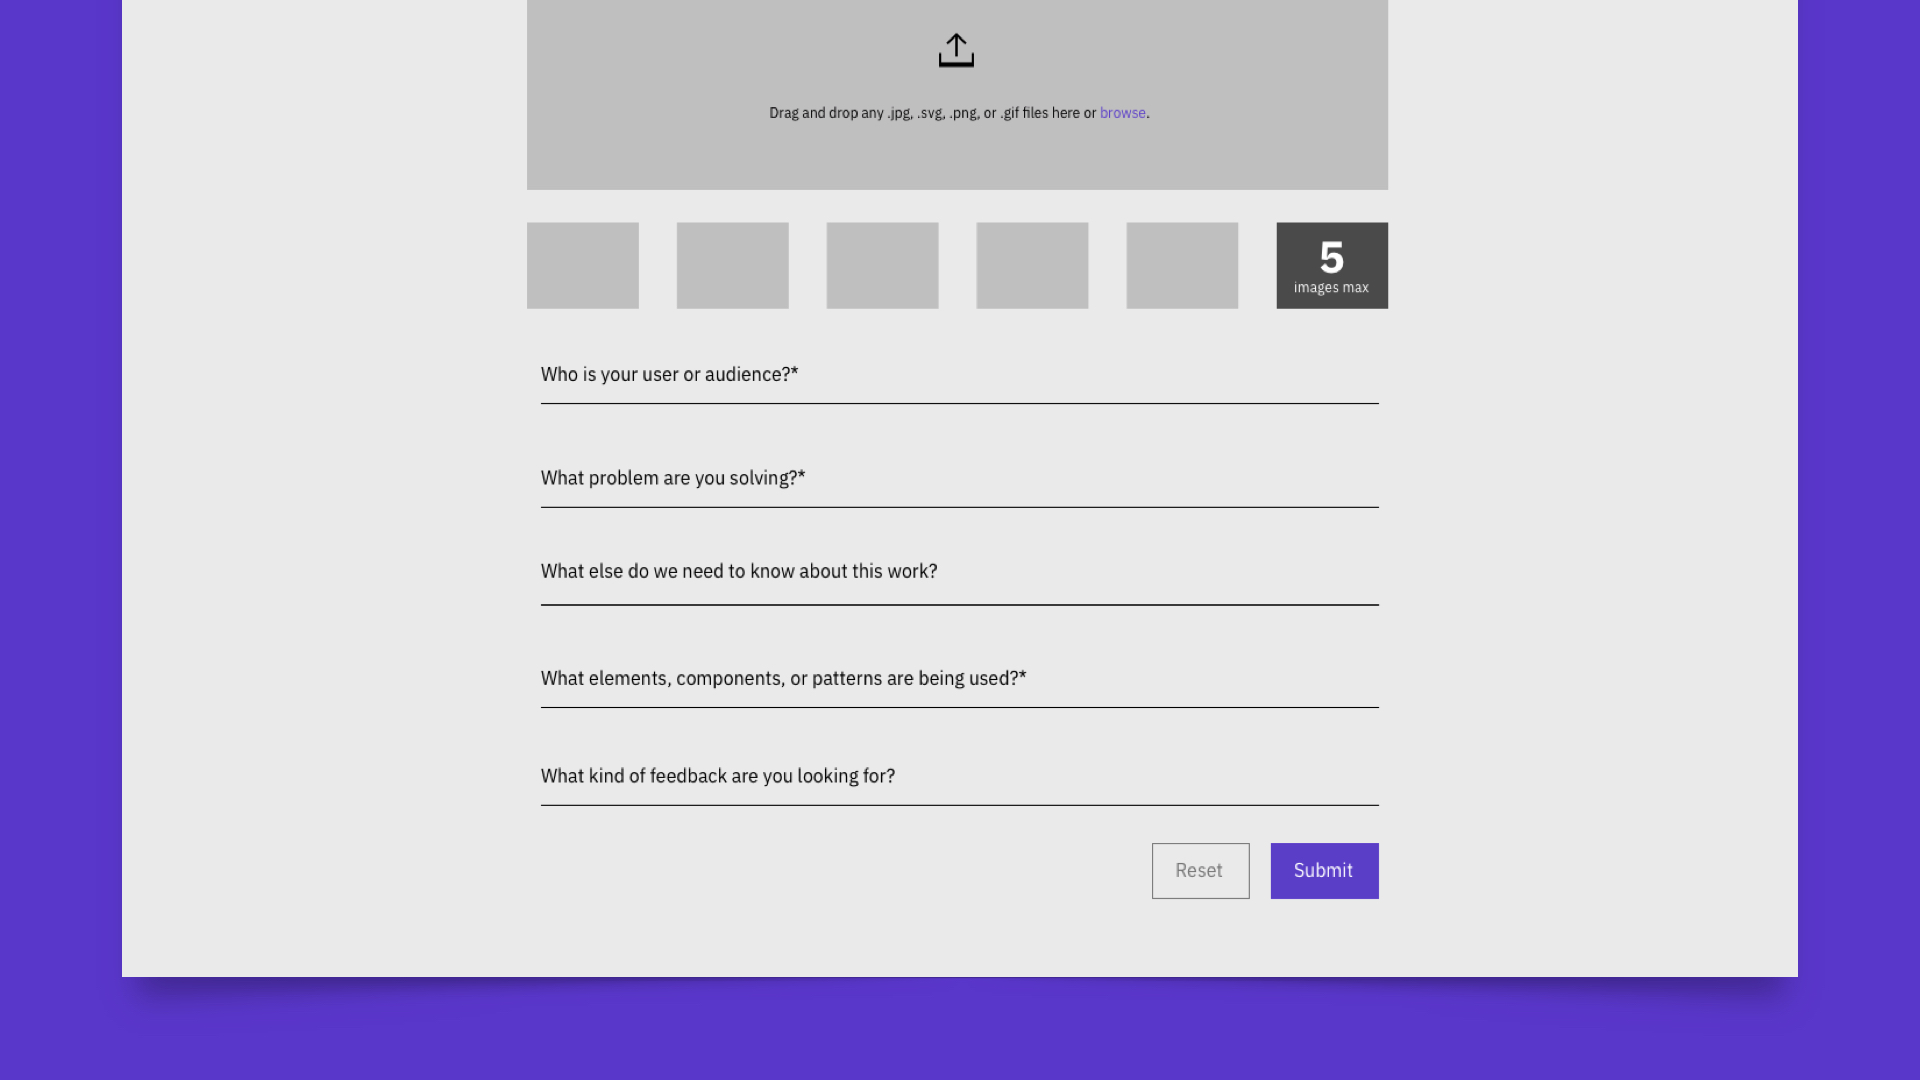 Drag and drop any .jpg, .svg, .png, or .gif files here or browse.
5
images max
Who is your user or audience?*
What problem are you solving?*
What else do we need to know about this work?
What elements, components, or patterns are being used?*
What kind of feedback are you looking for?
Reset
Submit